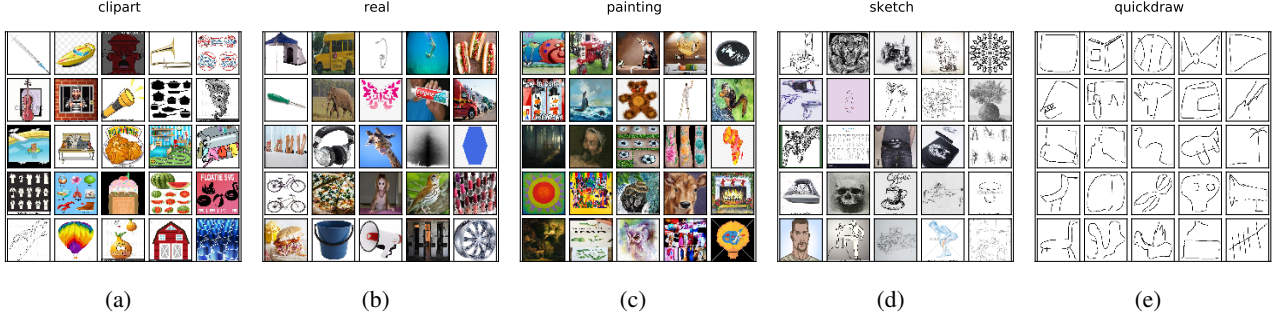 clipart real painting sketch quickdraw
FLOATIE SVG
(a) (b) (c) (d) (e)